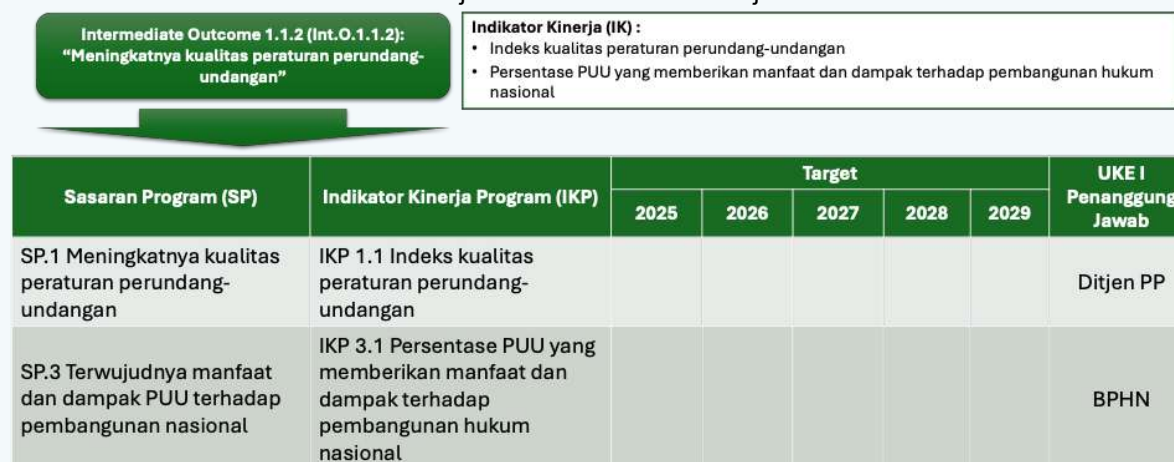 Intermediate Outcome 1.1.2 (Int.O.1.1.2):
“Meningkatnya kualitas peraturan perundang-
undangan”
Indikator Kinerja (IK) :
• Indeks kualitas peraturan perundang-undangan
• Persentase PUU yang memberikan manfaat dan dampak terhadap pembangunan hukum
nasional
Sasaran Program (SP)
Indikator Kinerja Program (IKP)
Target
2025
2026
2027
2028
2029
UKE I
Penanggung
Jawab
SP.1 Meningkatnya kualitas
peraturan perundang-
undangan
IKP 1.1 Indeks kualitas
peraturan perundang-
undangan
Ditjen PP
SP.3 Terwujudnya manfaat
dan dampak PUU terhadap
pembangunan nasional
IKP 3.1 Persentase PUU yang
memberikan manfaat dan
dampak terhadap
pembangunan hukum
nasional
BPHN